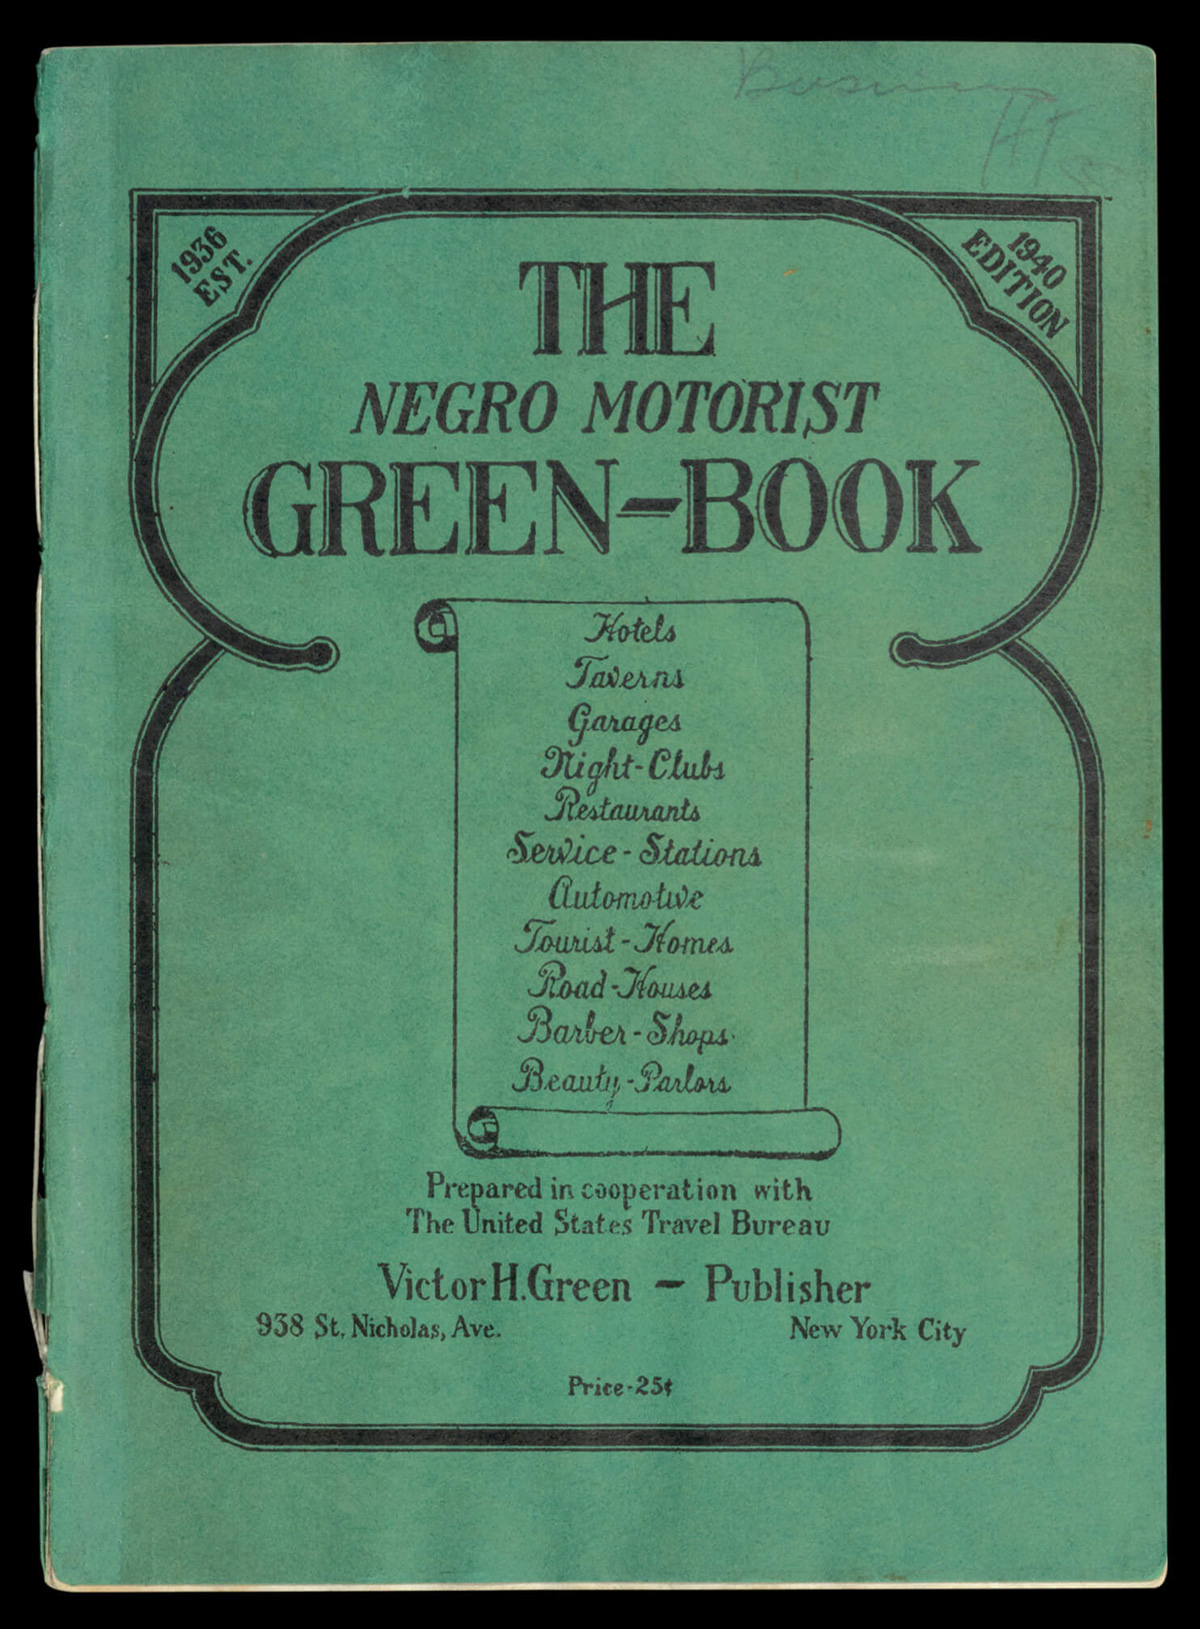 1936
EST.
1940
EDITION
THE
NEGRO MOTORIST
GREEN-BOOK
Hotels
Taverns
Garages
Night-Clubs
Restaurants
Service-Stations
Automotive
Tourist-Homes
Road-Houses
Barber-Shops
Beauty-Parlors
Prepared in cooperation with
The United States Travel Bureau
Victor H. Green - Publisher
938 St. Nicholas, Ave. New York City
Price-25¢